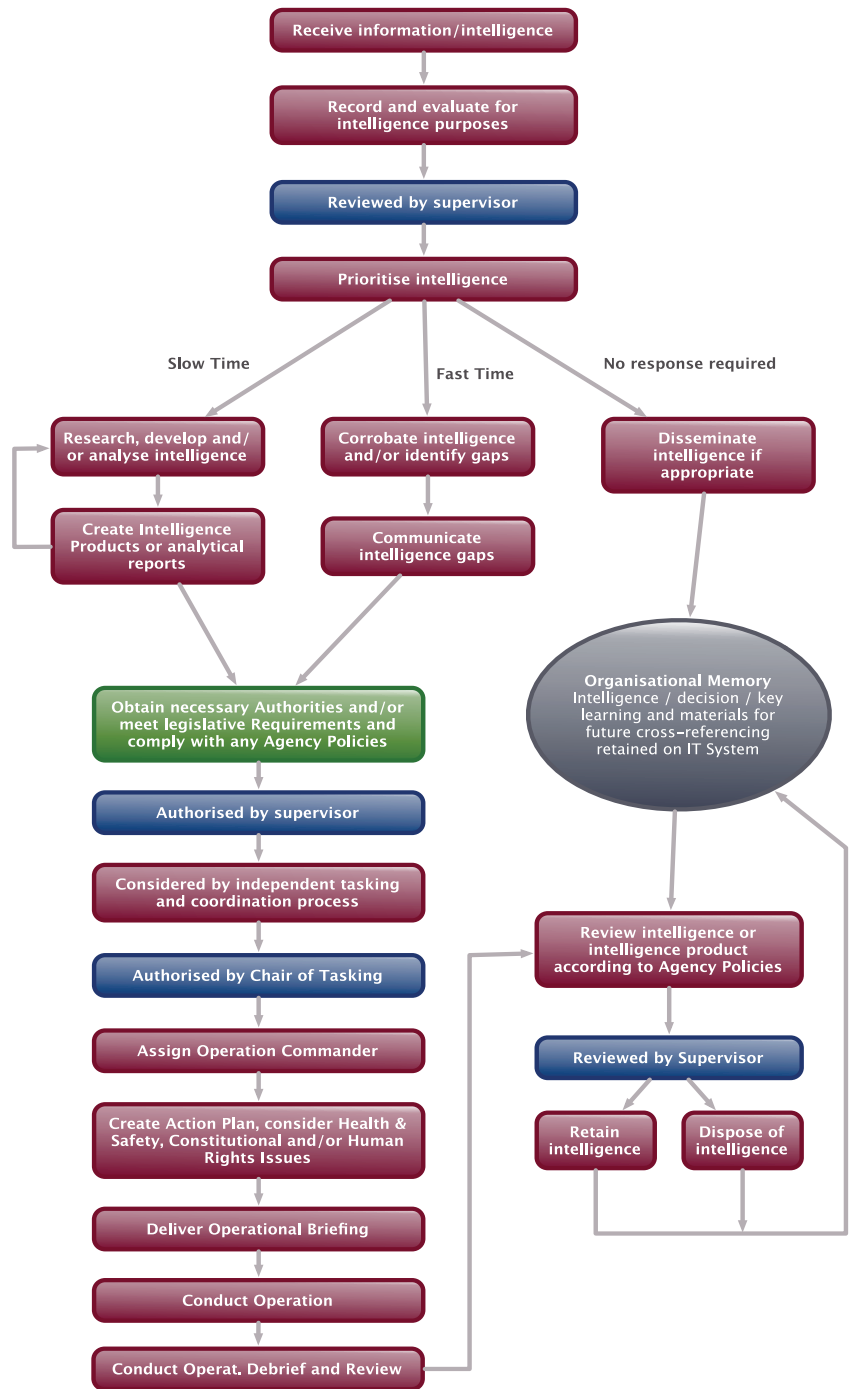 Receive information/intelligence
Record and evaluate for
intelligence purposes
Reviewed by supervisor
Prioritise intelligence
Slow Time
Fast Time
No response required
Research, develop and/
or analyse intelligence
Corrobate intelligence
and/or identify gaps
Disseminate
intelligence if
appropriate
Create Intelligence
Products or analytical
reports
Communicate
intelligence gaps
Organisational Memory
Intelligence / decision / key
learning and materials for
future cross-referencing
retained on IT System
Obtain necessary Authorities and/or
meet legislative Requirements and
comply with any Agency Policies
Authorised by supervisor
Considered by independent tasking
and coordination process
Authorised by Chair of Tasking
Assign Operation Commander
Create Action Plan, consider Health &
Safety, Constitutional and/or Human
Rights Issues
Deliver Operational Briefing
Conduct Operation
Conduct Operat. Debrief and Review
Review intelligence or
intelligence product
according to Agency Policies
Reviewed by Supervisor
Retain
intelligence
Dispose of
intelligence